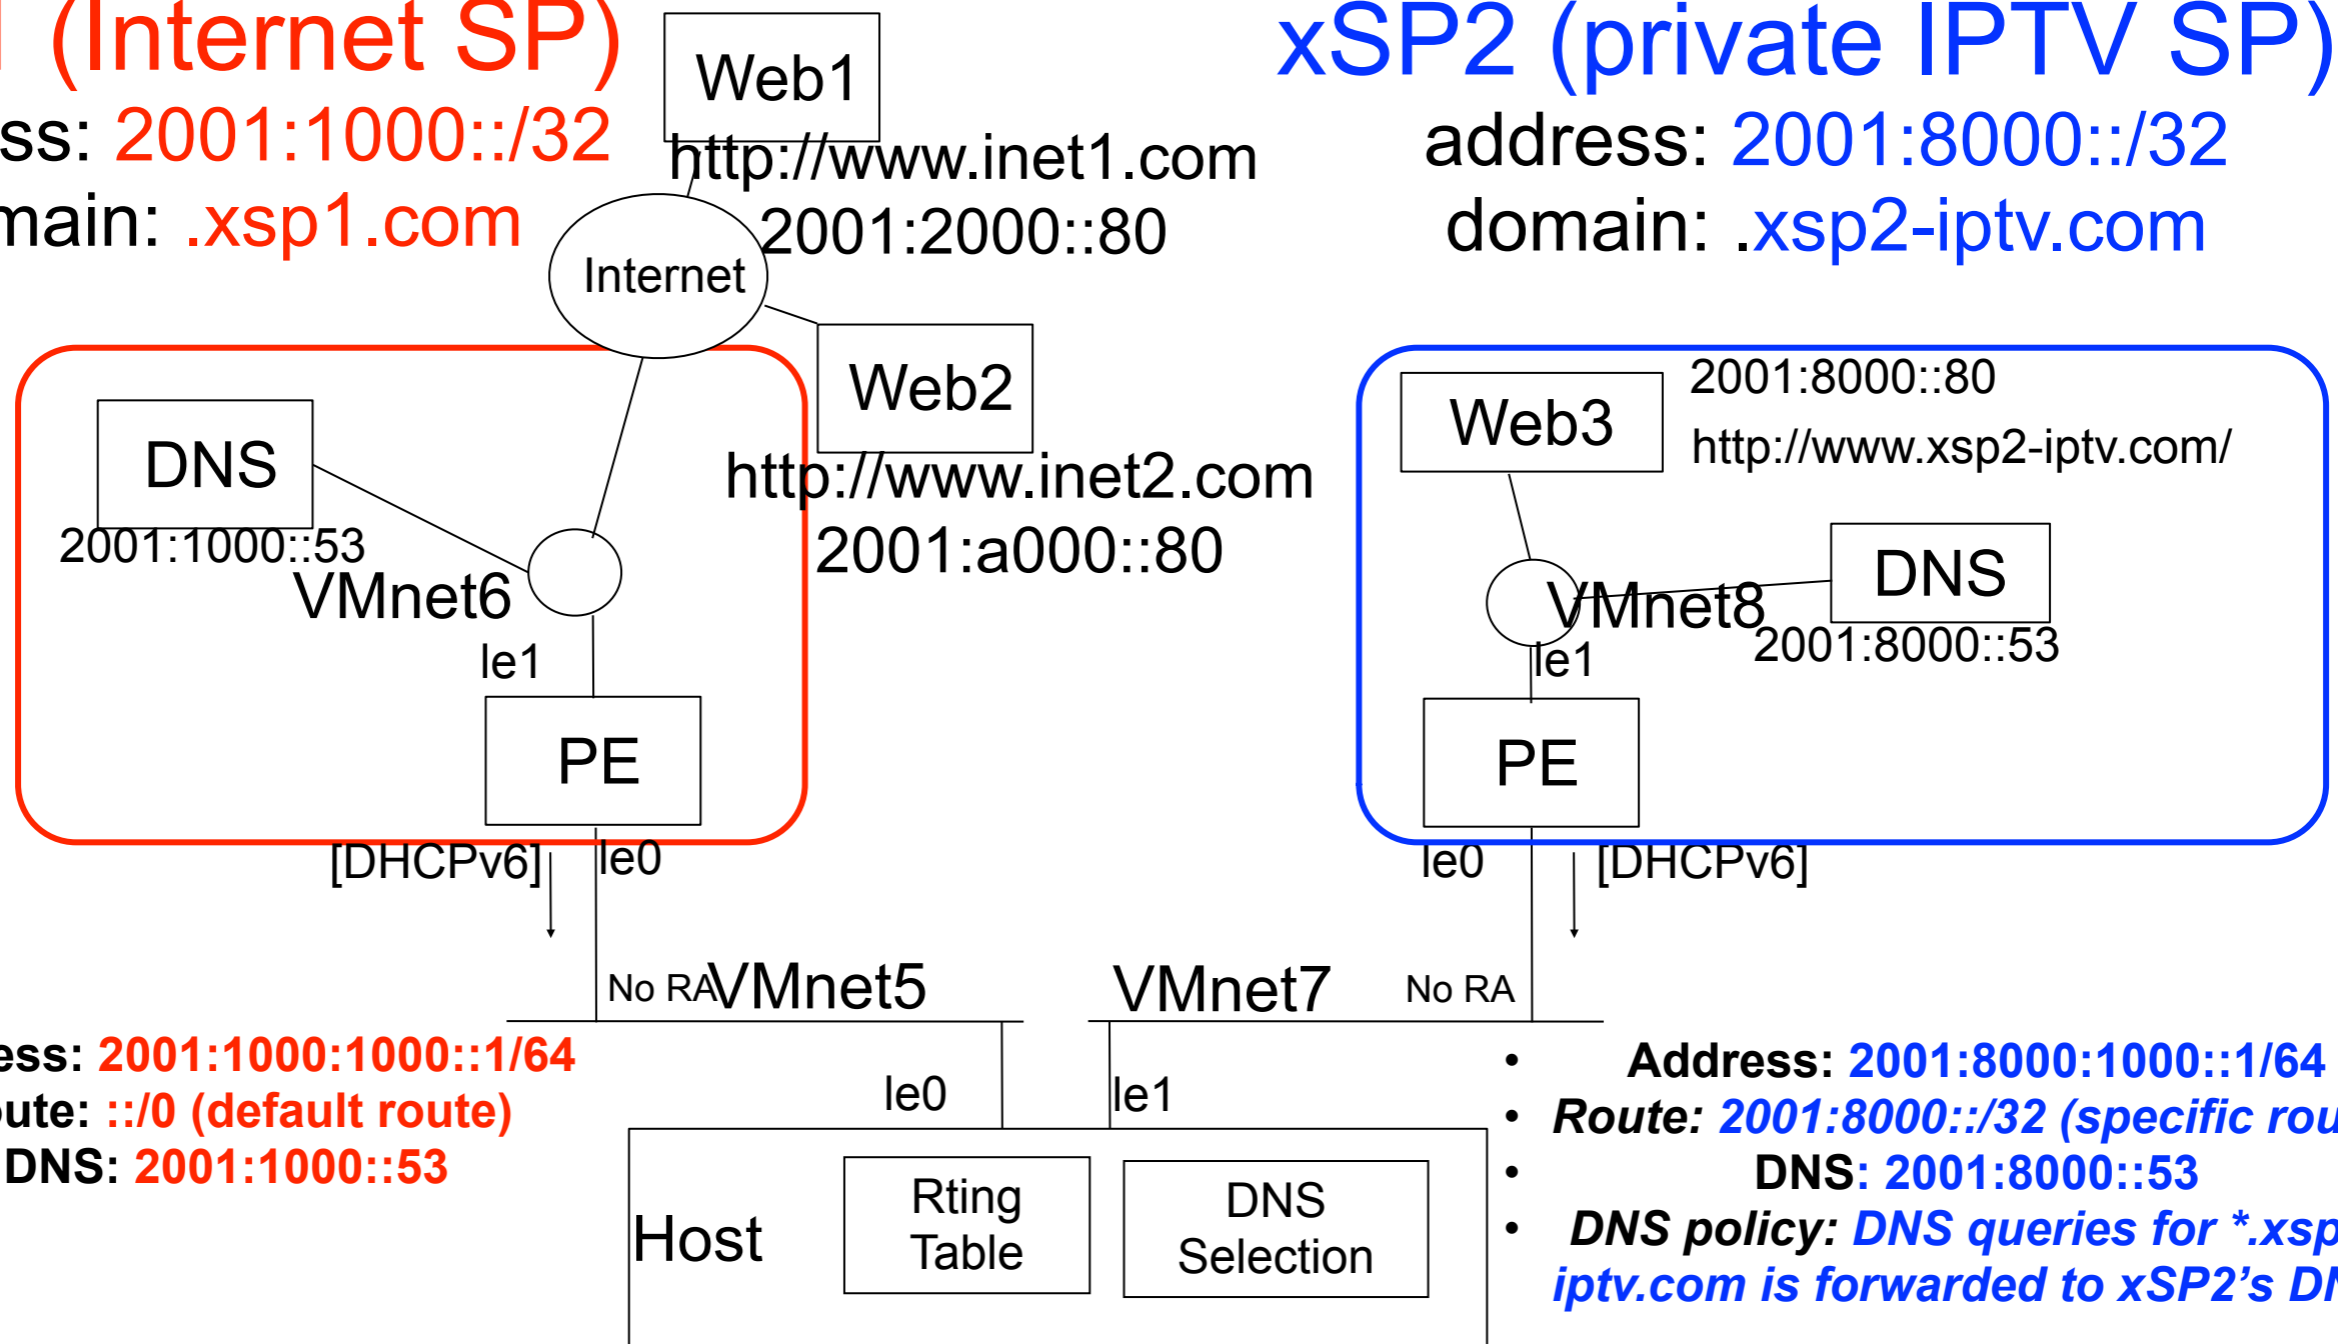 (Internet SP)
xSP2 (private IPTV SP)
Web1
ss: 2001:1000::/32
address: 2001:8000::/32
http://www.inet1.com
main: .xsp1.com
2001:2000::80
domain: .xsp2-iptv.com
Internet
Web2
Web3
2001:8000::80
DNS
http://www.xsp2-iptv.com/
http://www.inet2.com
2001:1000::53
2001:a000::80
VMnet6
VMnet8
DNS
2001:8000::53
le1
le1
PE
PE
[DHCPv6]
le0
le0
[DHCPv6]
No RA
VMnet5
VMnet7
No RA
ess: 2001:1000:1000::1/64
• Address: 2001:8000:1000::1/64
oute: ::/0 (default route)
le0
le1
• Route: 2001:8000::/32 (specific rou
DNS: 2001:1000::53
• DNS: 2001:8000::53
Host
Rting
Table
DNS
Selection
• DNS policy: DNS queries for *.xsp
iptv.com is forwarded to xSP2’s DN